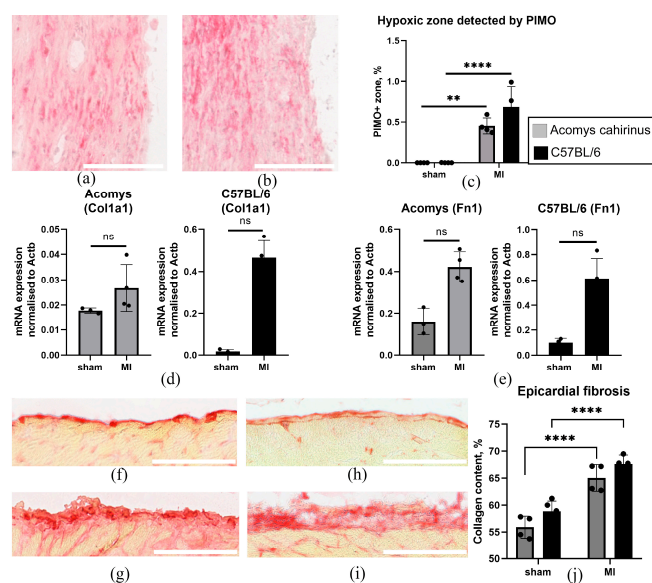 Hypoxic zone detected by PIMO
PIMO+ zone, %
1.5
1.0
0.5
0.0
****
**
sham
MI
Acomys cahirinus
C57BL/6
(a)
(b)
(c)
Acomys
(Col1a1)
mRNA expression
normalised to Actb
0.05
0.04
0.03
0.02
0.01
0.00
ns
sham
MI
C57BL/6
(Col1a1)
mRNA expression
normalised to Actb
0.6
0.4
0.2
0.0
ns
sham
MI
(d)
Acomys (Fn1)
mRNA expression
normalised to Actb
0.6
0.4
0.2
0.0
ns
sham
MI
C57BL/6 (Fn1)
mRNA expression
normalised to Actb
1.0
0.8
0.6
0.4
0.2
0.0
ns
sham
MI
(e)
(f)
(h)
(g)
(i)
Epicardial fibrosis
Collagen content, %
75
70
65
60
55
50
****
****
sham
MI
(j)